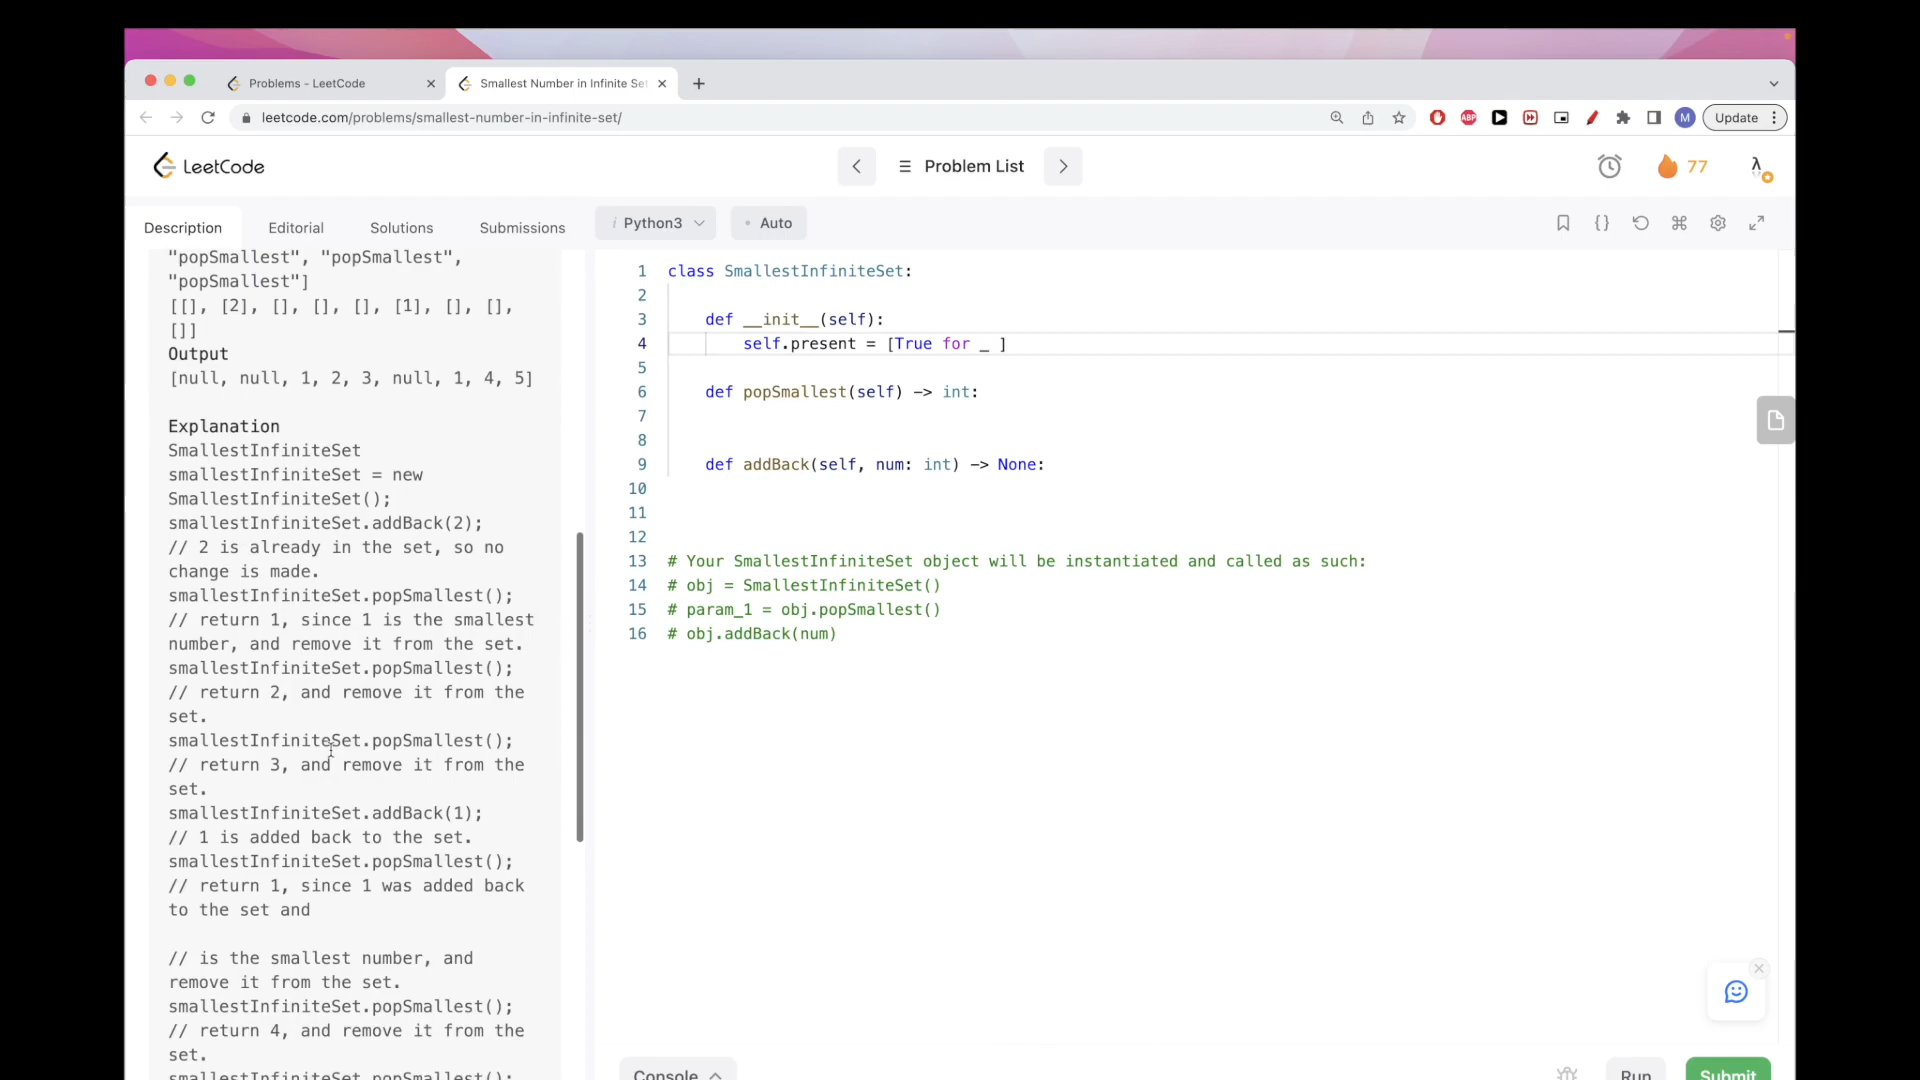 Problems - LeetCode
Smallest Number in Infinite Se
leetcode.com/problems/smallest-number-in-infinite-set/
ABP
M
Update
LeetCode
Problem List
77
Description
Editorial
Solutions
Submissions
i Python3
• Auto
"popSmallest", "popSmallest",
"popSmallest"]
[[], [2], [], [], [], [1], [], [],
[]]
Output
[null, null, 1, 2, 3, null, 1, 4, 5]
Explanation
SmallestInfiniteSet
smallestInfiniteSet = new
SmallestInfiniteSet();
smallestInfiniteSet.addBack(2);
// 2 is already in the set, so no
change is made.
smallestInfiniteSet.popSmallest();
// return 1, since 1 is the smallest
number, and remove it from the set.
smallestInfiniteSet.popSmallest();
// return 2, and remove it from the
set.
smallestInfiniteSet.popSmallest();
// return 3, and remove it from the
set.
smallestInfiniteSet.addBack(1);
// 1 is added back to the set.
smallestInfiniteSet.popSmallest();
// return 1, since 1 was added back
to the set and
// is the smallest number, and
remove it from the set.
smallestInfiniteSet.popSmallest();
// return 4, and remove it from the
set.
smallestInfiniteSet.popSmallest();
1 class SmallestInfiniteSet:
2
3 def __init__(self):
4 self.present = [True for _ ]
5
6 def popSmallest(self) -> int:
7
8
9 def addBack(self, num: int) -> None:
10
11
12
13 # Your SmallestInfiniteSet object will be instantiated and called as such:
14 # obj = SmallestInfiniteSet()
15 # param_1 = obj.popSmallest()
16 # obj.addBack(num)
Console
Run
Submit